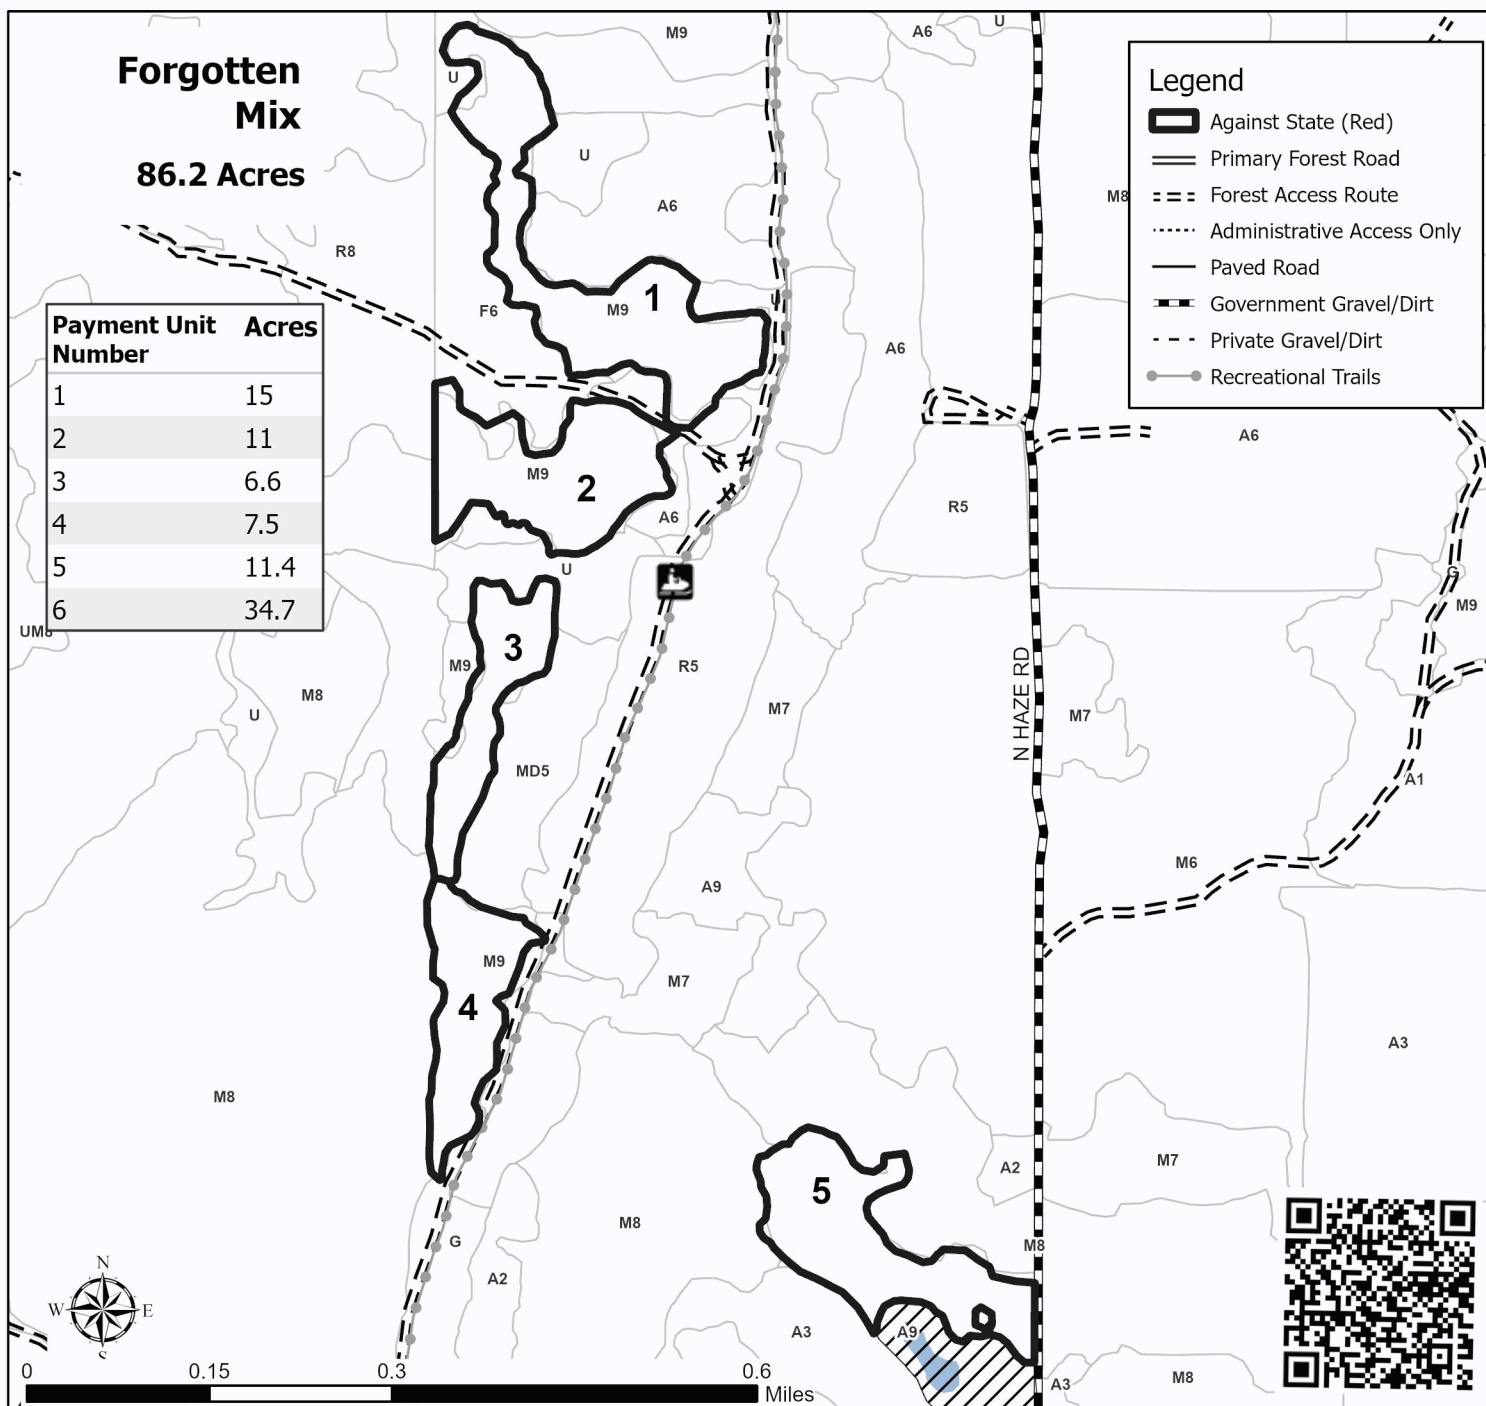 Forgotten
Mix
86.2 Acres
Legend
Against State (Red)
Primary Forest Road
Forest Access Route
Administrative Access Only
Paved Road
Government Gravel/Dirt
Private Gravel/Dirt
Recreational Trails
Payment Unit Number Acres
1 15
2 11
3 6.6
4 7.5
5 11.4
6 34.7
M9
A6
U
U
U
A6
M8
R8
F6
M9
1
U
A6
A6
M9
2
A6
R5
U
G
M9
UM8
3
M9
R5
M8
U
M7
N HAZE RD
M7
MD5
A1
M6
A9
M9
M7
4
A3
M8
5
A2
M7
M8
G
M8
A2
A3
A9
A3
M8
N
W E
S
0 0.15 0.3 0.6
Miles